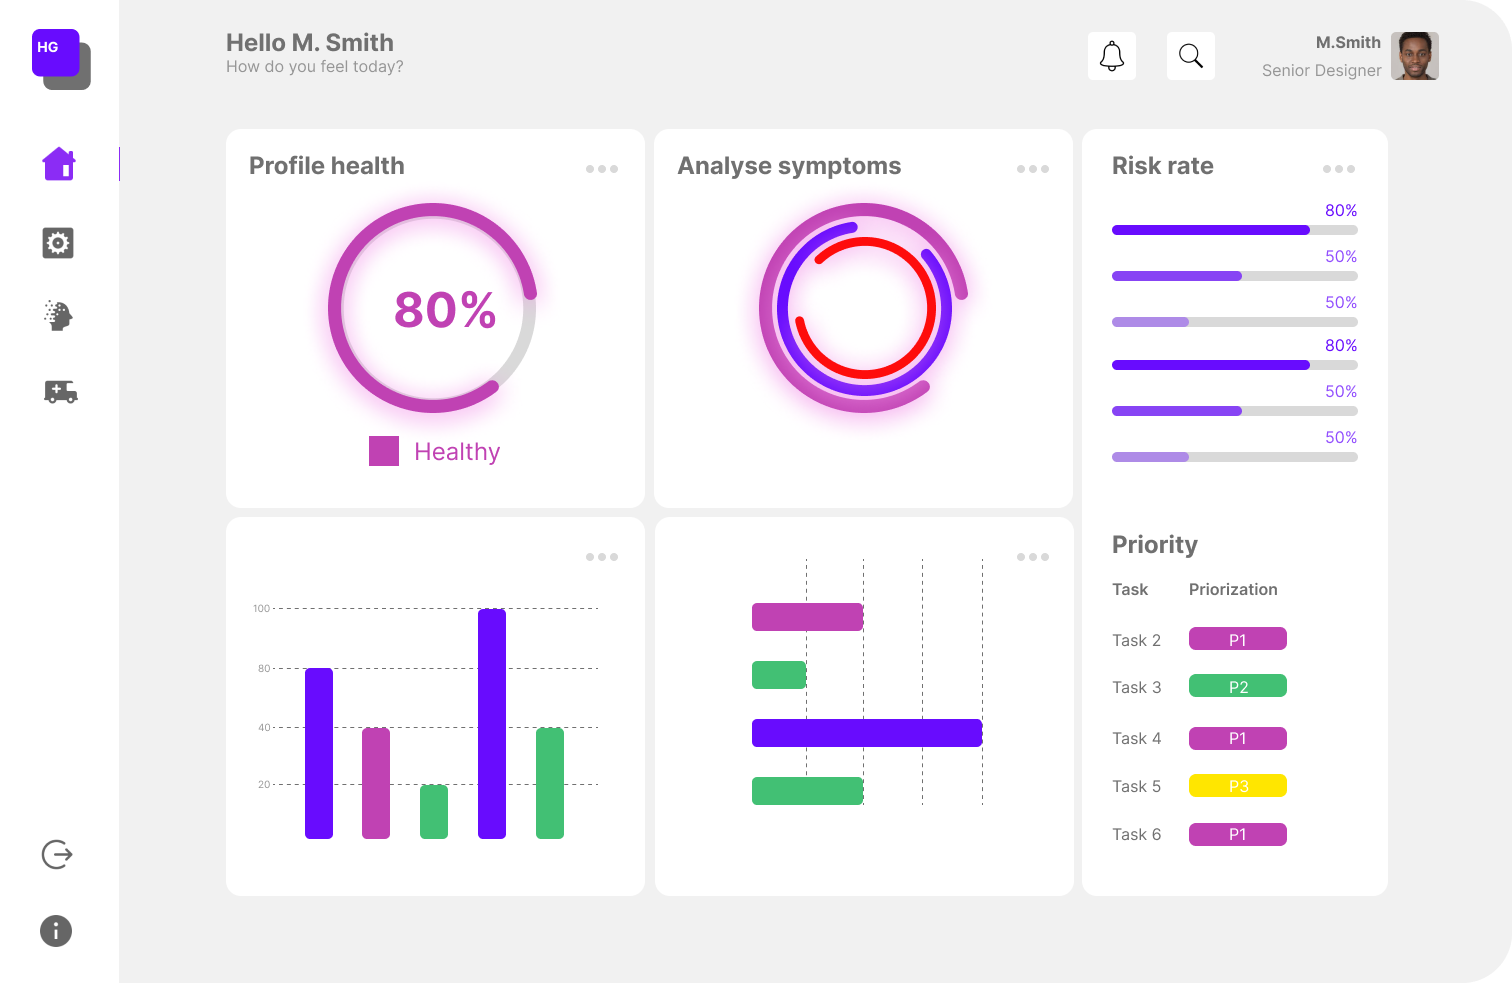 HG
Hello M. Smith
How do you feel today?
M.Smith
Senior Designer
Profile health
80%
Healthy
Analyse symptoms
Risk rate
80%
50%
50%
80%
50%
50%
100
80
40
20
Priority
Task Priorization
Task 2 P1
Task 3 P2
Task 4 P1
Task 5 P3
Task 6 P1